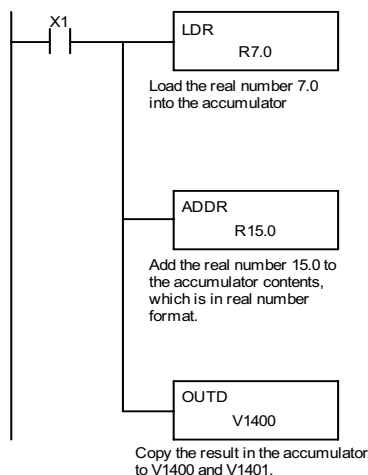 X1
LDR
R7.0
Load the real number 7.0
into the accumulator
ADDR
R15.0
Add the real number 15.0 to
the accumulator contents,
which is in real number
format.
OUTD
V1400
Copy the result in the accumulator
to V1400 and V1401.